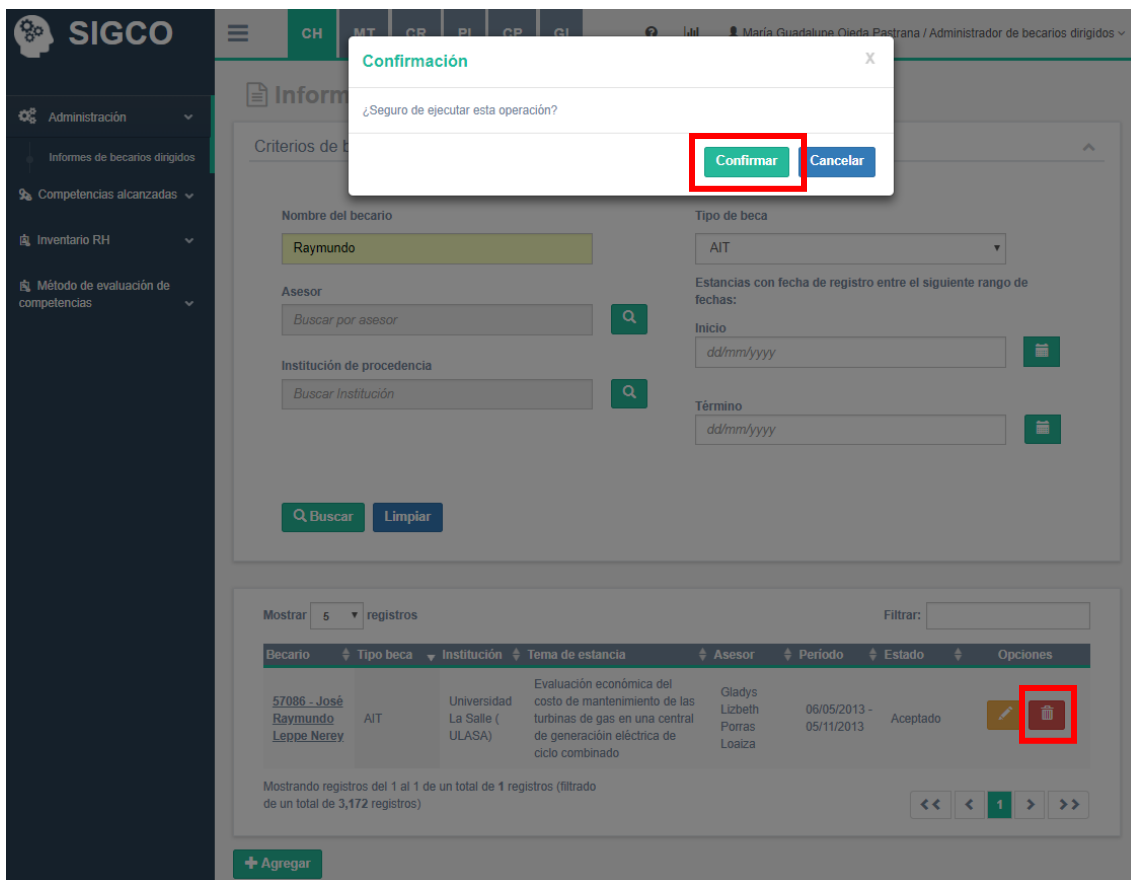 SIGCO
CH MT CR PI CP GI
María Guadalupe Ojeda Pastrana / Administrador de becarios dirigidos
Confirmación X
¿Seguro de ejecutar esta operación?
Confirmar Cancelar
Administración
Informes de becarios dirigidos
Competencias alcanzadas
Inventario RH
Método de evaluación de
competencias
Inform
Criterios de b
Nombre del becario
Raymundo
Asesor
Buscar por asesor
Institución de procedencia
Buscar Institución
Tipo de beca
AIT
Estancias con fecha de registro entre el siguiente rango de
fechas:
Inicio
dd/mm/yyyy
Término
dd/mm/yyyy
Buscar Limpiar
Mostrar 5 registros
Filtrar:
Becario Tipo beca Institución Tema de estancia Asesor Período Estado Opciones
57086 - José
Raymundo
Leppe Nerey
AIT
Universidad
La Salle (
ULASA)
Evaluación económica del
costo de mantenimiento de las
turbinas de gas en una central
de generación eléctrica de
ciclo combinado
Gladys
Lizbeth
Porras
Loaiza
06/05/2013 -
05/11/2013
Aceptado
Mostrando registros del 1 al 1 de un total de 1 registros (filtrado
de un total de 3,172 registros)
<< < 1 > >>
Agregar